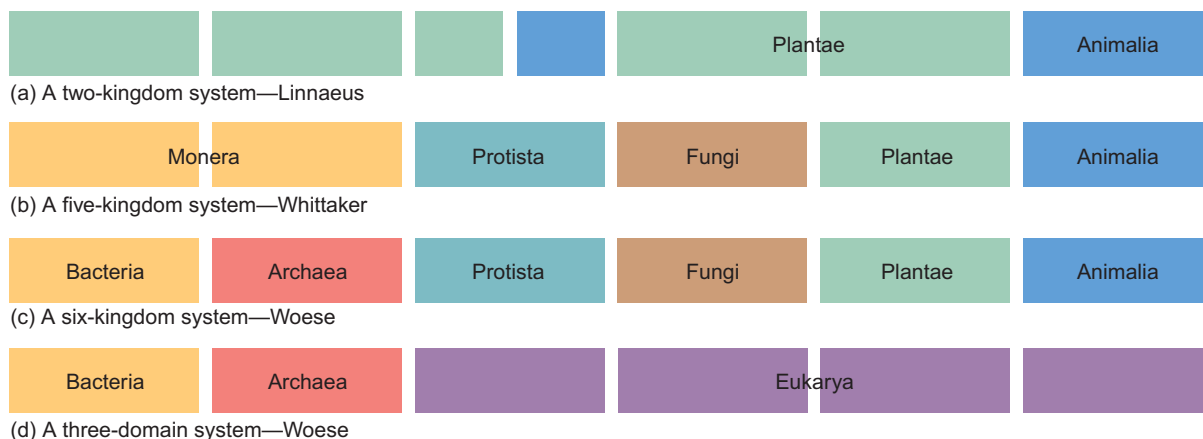 Plantae Animalia
(a) A two-kingdom system—Linnaeus
Monera Protista Fungi Plantae Animalia
(b) A five-kingdom system—Whittaker
Bacteria Archaea Protista Fungi Plantae Animalia
(c) A six-kingdom system—Woese
Bacteria Archaea Eukarya
(d) A three-domain system—Woese